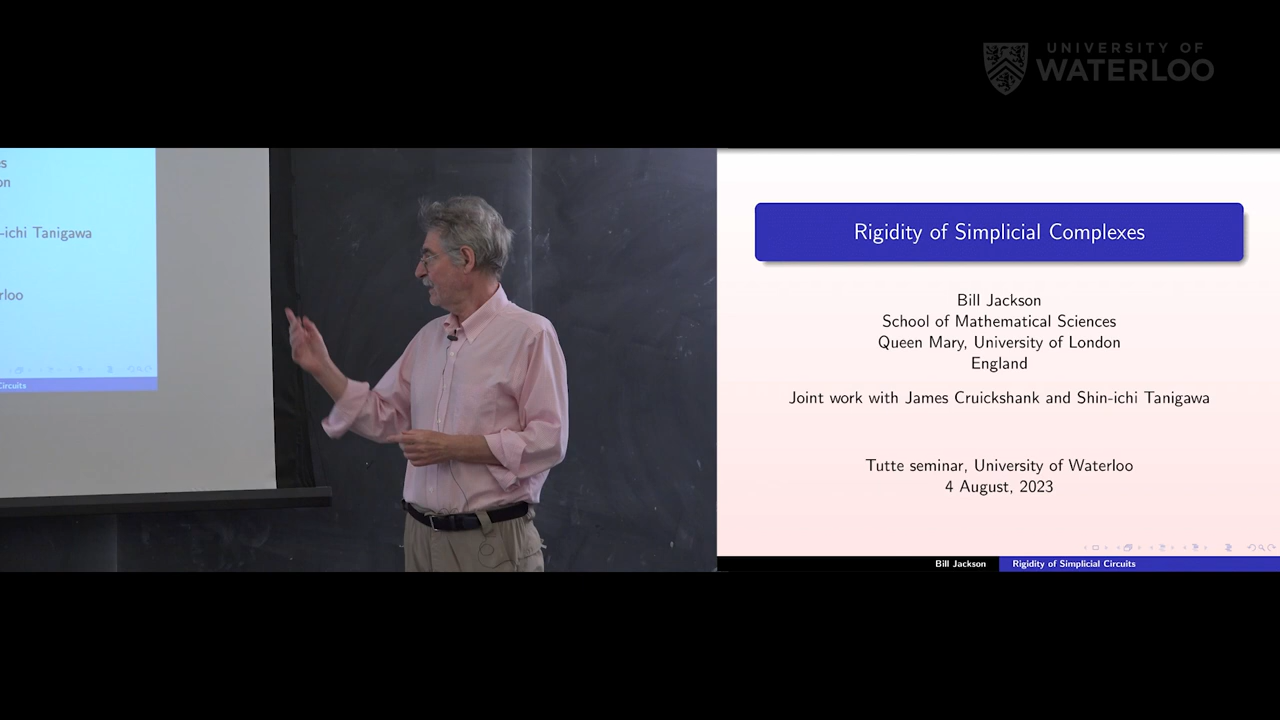 UNIVERSITY OF
WATERLOO
s
on
-ichi Tanigawa
rloo
Circuits
Rigidity of Simplicial Complexes
Bill Jackson
School of Mathematical Sciences
Queen Mary, University of London
England
Joint work with James Cruickshank and Shin-ichi Tanigawa
Tutte seminar, University of Waterloo
4 August, 2023
Bill Jackson
Rigidity of Simplicial Circuits